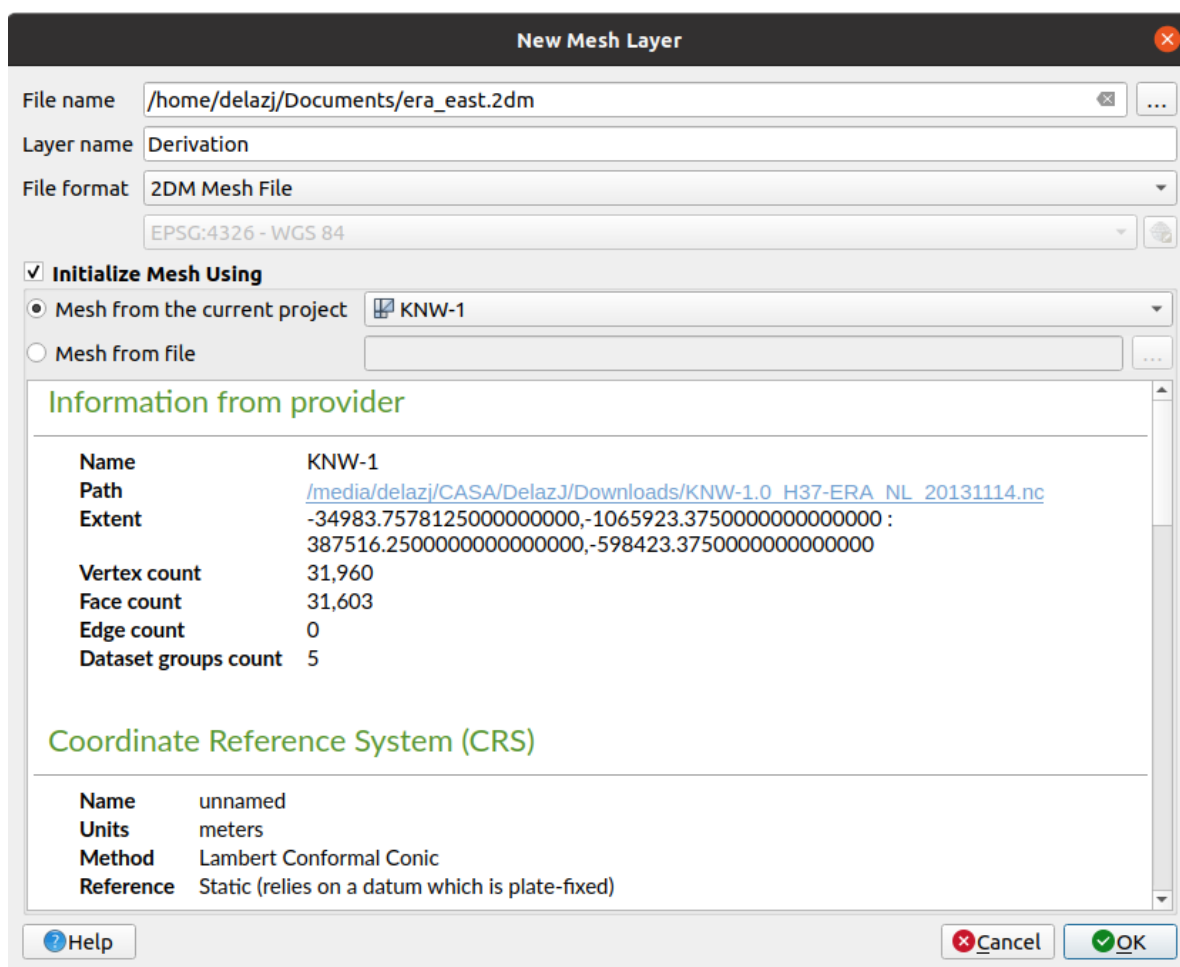 New Mesh Layer
File name /home/delazj/Documents/era_east.2dm ...
Layer name Derivation
File format 2DM Mesh File
EPSG:4326 - WGS 84
Initialize Mesh Using
Mesh from the current project KNW-1
Mesh from file ...
Information from provider
Name KNW-1
Path /media/delazj/CASA/DelazJ/Downloads/KNW-1.0_H37-ERA_NL_20131114.nc
Extent -34983.7578125000000000,-1065923.3750000000000000 :
387516.2500000000000000,-598423.3750000000000000
Vertex count 31,960
Face count 31,603
Edge count 0
Dataset groups count 5
Coordinate Reference System (CRS)
Name unnamed
Units meters
Method Lambert Conformal Conic
Reference Static (relies on a datum which is plate-fixed)
Help Cancel OK